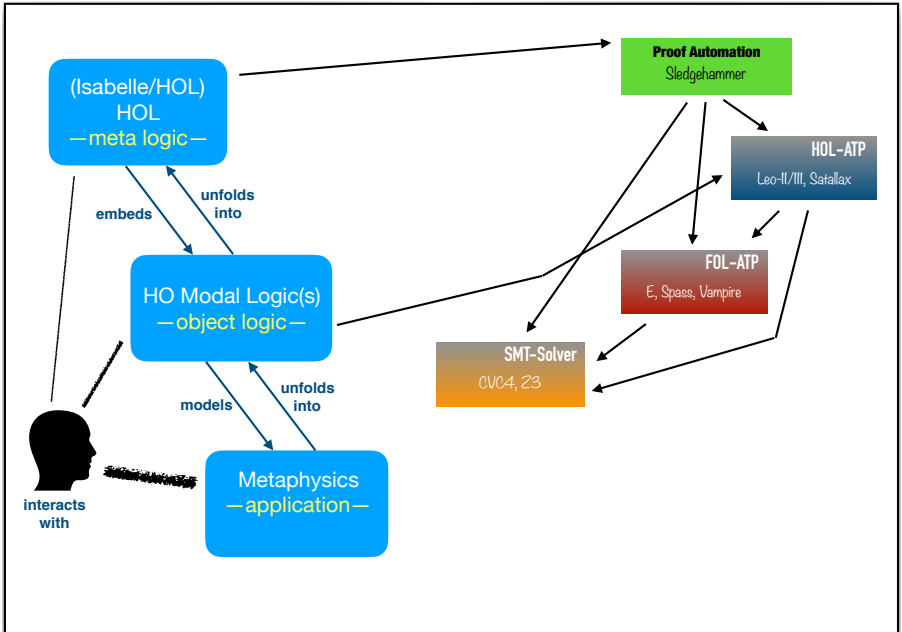 (Isabelle/HOL)
HOL
—meta logic—
embeds
unfolds
into
HO Modal Logic(s)
—object logic—
models
unfolds
into
Metaphysics
—application—
interacts
with
Proof Automation
Sledgehammer
HOL-ATP
Leo-II/III, Satallax
FOL-ATP
E, Spass, Vampire
SMT-Solver
CVC4, Z3